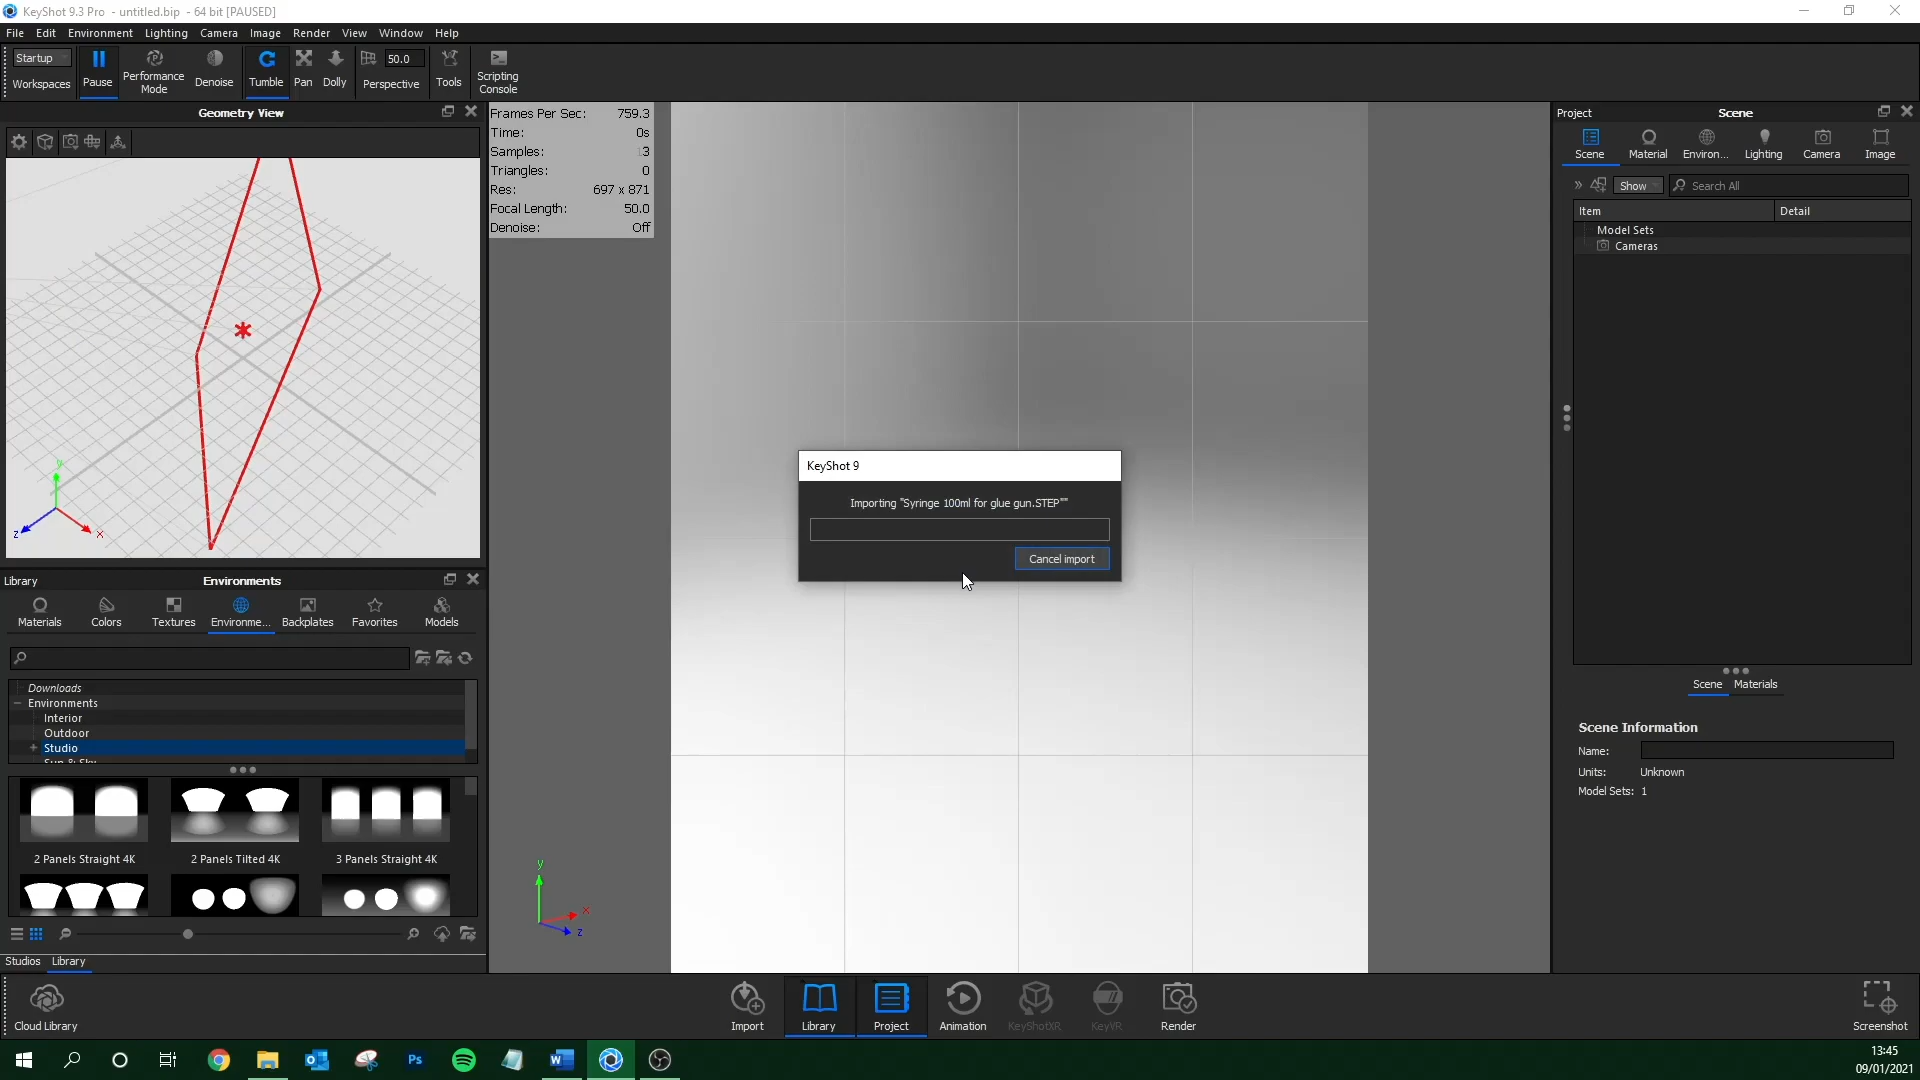 KeyShot 9.3 Pro - untitled.bip - 64 bit [PAUSED]
File Edit Environment Lighting Camera Image Render View Window Help
Startup
Workspaces
Pause
Performance Mode
Denoise
Tumble
Pan
Dolly
50.0
Perspective
Tools
Scripting Console
Geometry View
y
z
x
Frames Per Sec: 759.3
Time: 0s
Samples: 13
Triangles: 0
Res: 697 x 871
Focal Length: 50.0
Denoise: Off
KeyShot 9
Importing "Syringe 100ml for glue gun.STEP""
Cancel import
y
x
z
Library
Environments
Materials Colors Textures Environme... Backplates Favorites Models
Downloads
Environments
Interior
Outdoor
Studio
Sun & Sky
2 Panels Straight 4K
2 Panels Tilted 4K
3 Panels Straight 4K
Studios Library
Project
Scene
Scene Material Environ... Lighting Camera Image
Show
Search All
Item Detail
Model Sets
Cameras
Scene Materials
Scene Information
Name:
Units: Unknown
Model Sets: 1
Cloud Library
Import
Library
Project
Animation
KeyShotXR
KeyVR
Render
Screenshot
13:45
09/01/2021